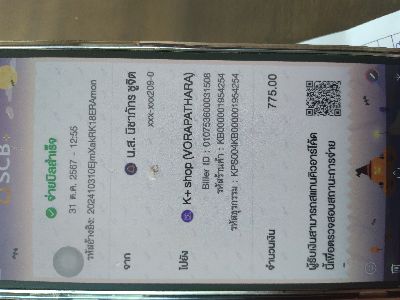 SCB
จ่ายบิลสำเร็จ
31 ต.ค. 2567 - 12:55
รหัสอ้างอิง: 202410310EjmXakRK18ERAmon
จาก
น.ส. นิชาภัทร ชูจิต
xxx-xxx209-0
ไปยัง
K+ shop (VORAPATHARA)
Biller ID : 010753600031508
รหัสร้านค้า : KB000001954254
รหัสธุรกรรม : KPS004KB000001954254
จำนวนเงิน 775.00
ผู้รับเงินสามารถสแกนคิวอาร์โค้ด
นี้เพื่อตรวจสอบสถานะการจ่าย